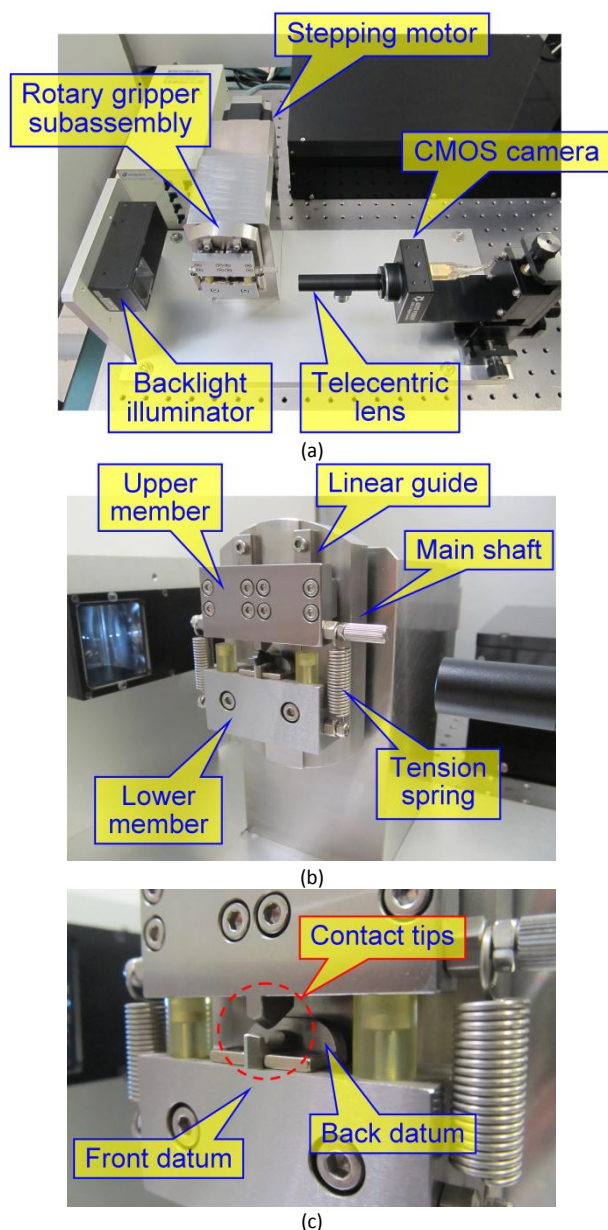 Stepping motor
Rotary gripper
subassembly
CMOS camera
Backlight
illuminator
Telecentric
lens
(a)
Upper
member
Linear guide
Main shaft
Lower
member
Tension
spring
(b)
Contact tips
Front datum
Back datum
(c)